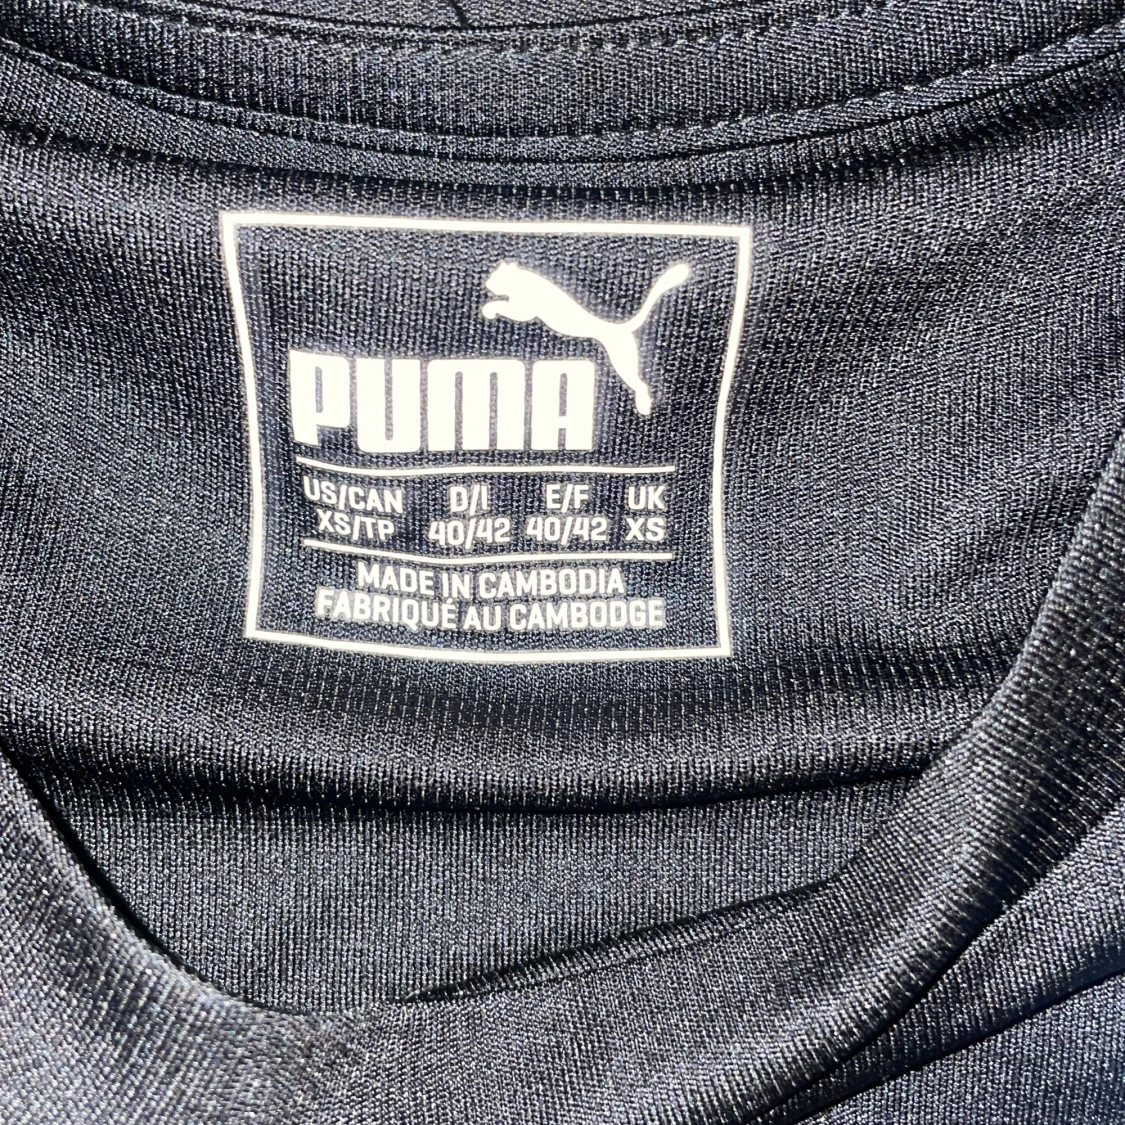 PUMA
US/CAN D/I E/F UK
XS/TP 40/42 40/42 XS
MADE IN CAMBODIA
FABRIQUÉ AU CAMBODGE